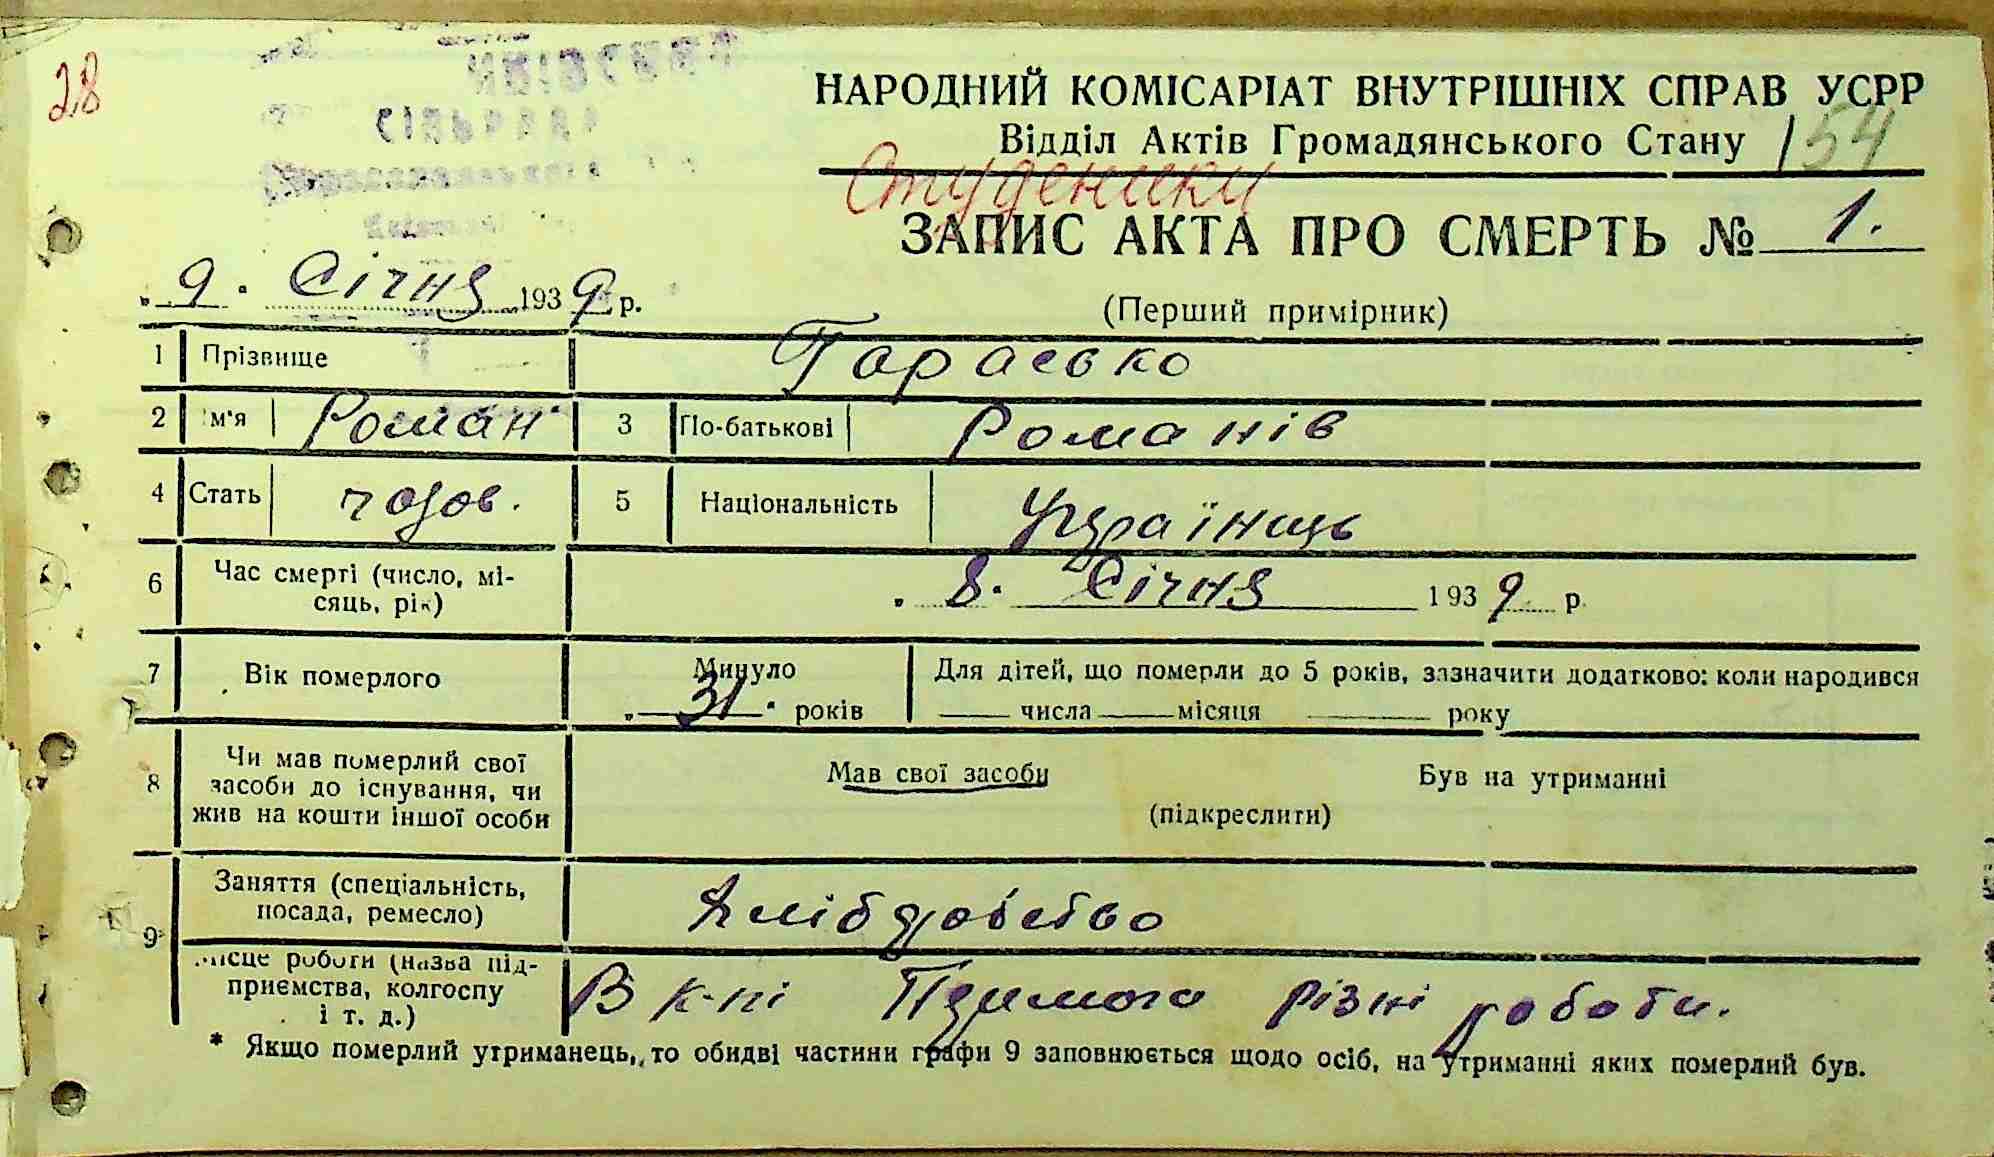 28
НАРОДНИЙ КОМІСАРІАТ ВНУТРІШНІХ СПРАВ УСРР
Відділ Актів Громадянського Стану 154
Студеники
ЗАПИС АКТА ПРО СМЕРТЬ № 1.
„ 9 " Січня 1939 р.
(Перший примірник)
1 Прізвище Тарасько
2 Ім'я Роман 3 По-батькові Романів
4 Стать чолов. 5 Національність Українець
6 Час смерті (число, мі-
сяць, рік) „ 8. Січня 1939 р.
7 Вік померлого Минуло Для дітей, що померли до 5 років, зазначити додатково: коли народився
„ 31 " років числа місяця року
8 Чи мав померлий свої
засоби до існування, чи
жив на кошти іншої особи
Мав свої засоби Був на утриманні
(підкреслити)
9 Заняття (спеціальність,
посада, ремесло) Хлібороб́ство
Місце роботи (назва під-
приємства, колгоспу
і т. д.) В к-пі різні роботи.
* Якщо померлий утриманець, то обидві частини графи 9 заповнюється щодо осіб, на утриманні яких померлий був.